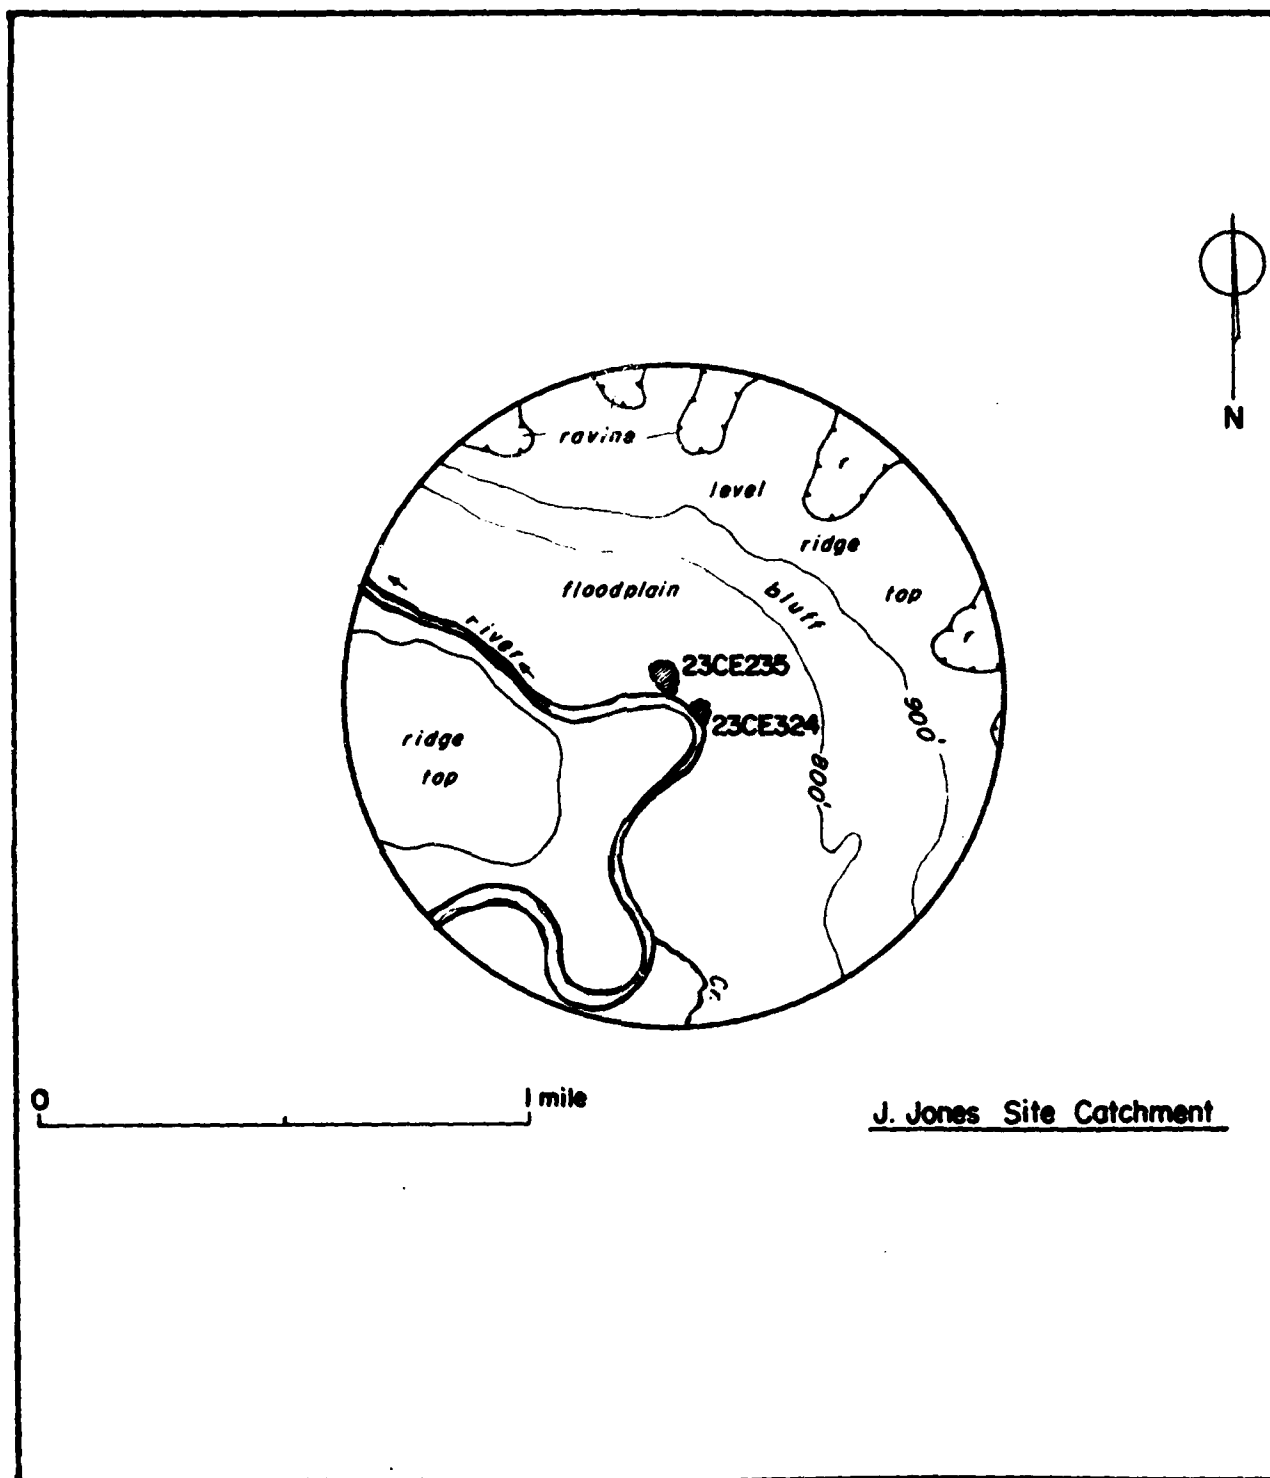 N
ravine
r
level
ridge
top
floodplain
bluff
r
river
23CE235
23CE324
900'
800'
ridge
top
Cr.
0 1 mile
J. Jones Site Catchment